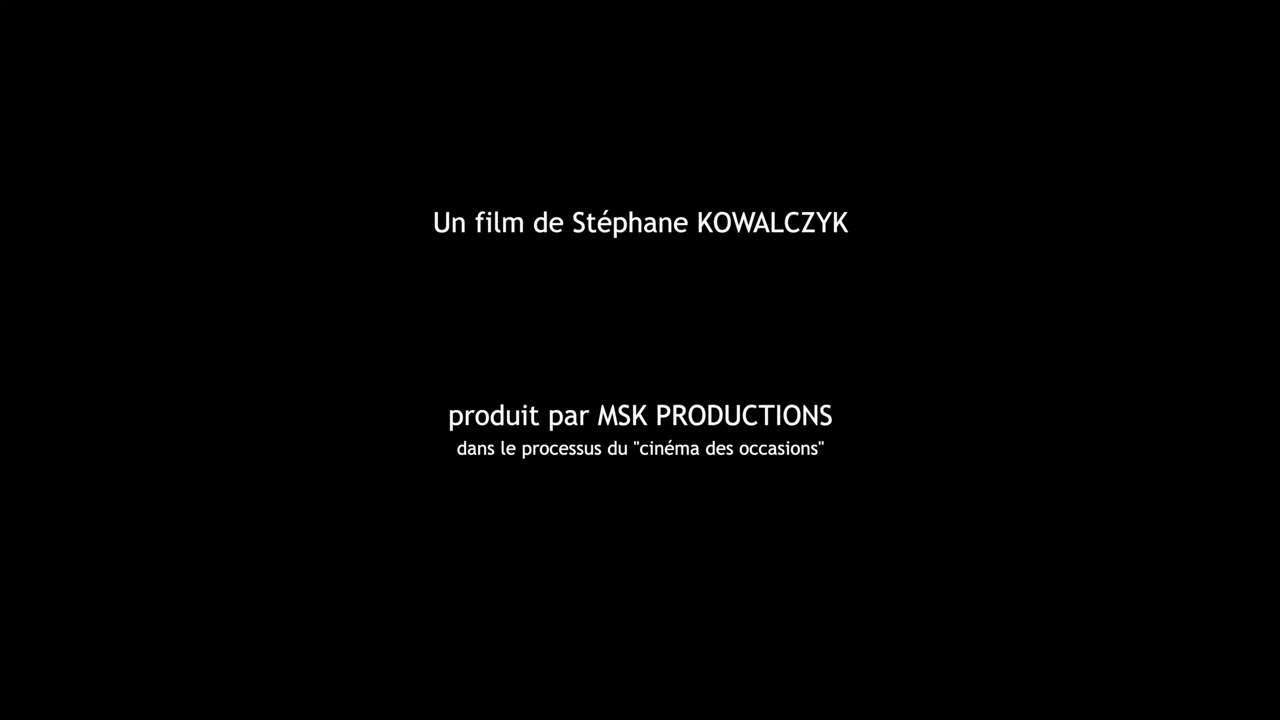 Un film de Stéphane KOWALCZYK
produit par MSK PRODUCTIONS
dans le processus du "cinéma des occasions"